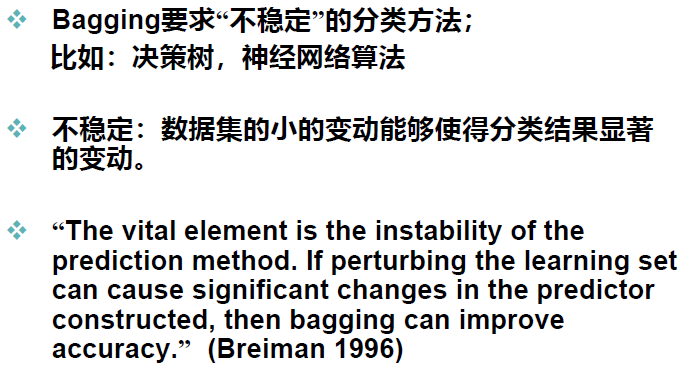 Bagging要求“不稳定”的分类方法；
比如：决策树，神经网络算法
不稳定：数据集的小的变动能够使得分类结果显著
的变动。
“The vital element is the instability of the
prediction method. If perturbing the learning set
can cause significant changes in the predictor
constructed, then bagging can improve
accuracy.” (Breiman 1996)